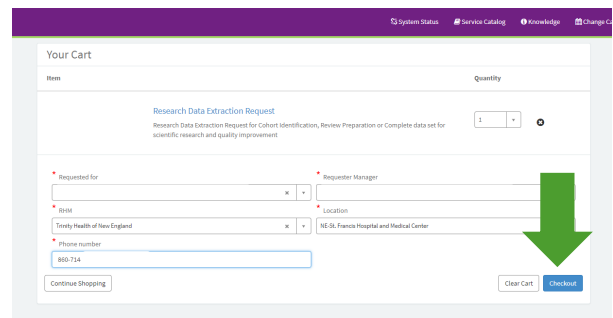 System Status Service Catalog Knowledge Change Ca
Your Cart
Item Quantity
Research Data Extraction Request
Research Data Extraction Request for Cohort Identification, Review Preparation or Complete data set for
scientific research and quality improvement
1
* Requested for * Requester Manager
* RHM * Location
Trinity Health of New England NE-St. Francis Hospital and Medical Center
* Phone number
860-714
Continue Shopping Clear Cart Checkout